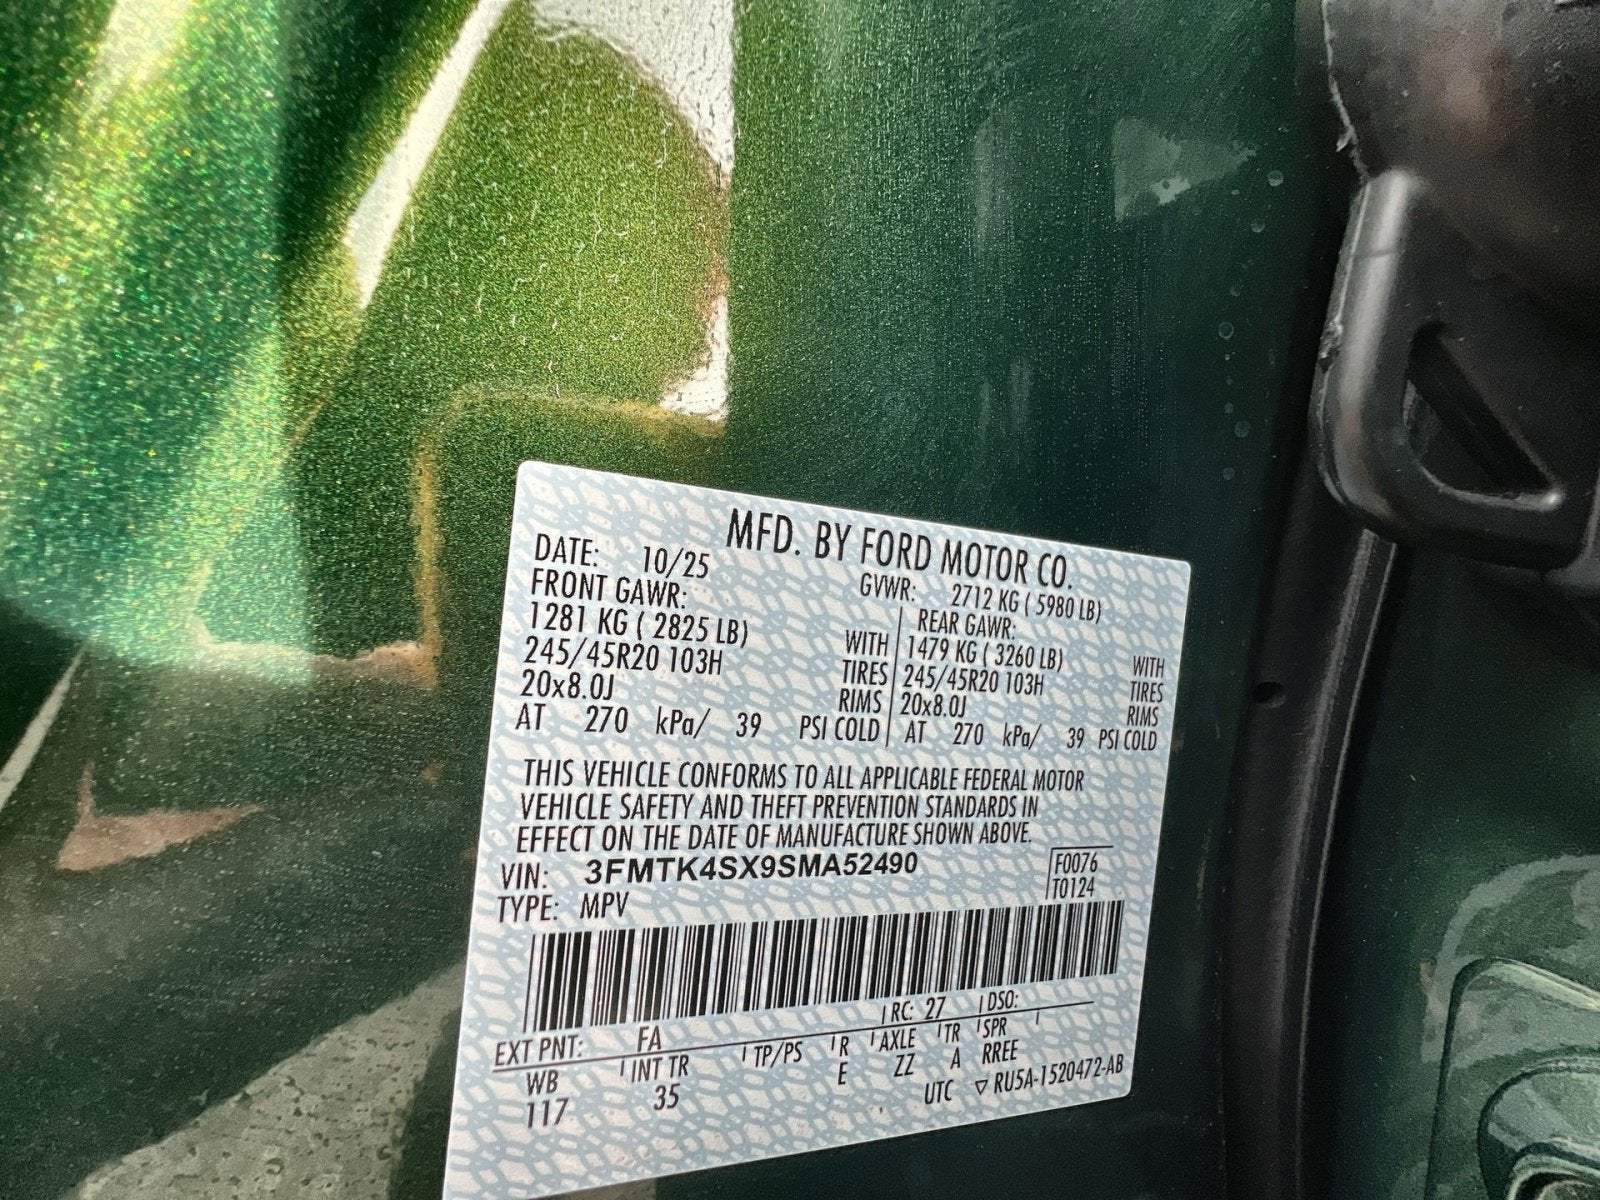 MFD. BY FORD MOTOR CO.
DATE: 10/25 GVWR: 2712 KG ( 5980 LB)
FRONT GAWR: REAR GAWR:
1281 KG ( 2825 LB) WITH 1479 KG ( 3260 LB) WITH
245/45R20 103H TIRES 245/45R20 103H TIRES
20x8.0J RIMS 20x8.0J RIMS
AT 270 kPa/ 39 PSI COLD AT 270 kPa/ 39 PSI COLD
THIS VEHICLE CONFORMS TO ALL APPLICABLE FEDERAL MOTOR
VEHICLE SAFETY AND THEFT PREVENTION STANDARDS IN
EFFECT ON THE DATE OF MANUFACTURE SHOWN ABOVE.
VIN: 3FMTK4SX9SMA52490 F0076
TYPE: MPV T0124
EXT PNT: FA RC: 27 DSO:
WB INT TR TP/PS R AXLE TR SPR
117 35 E ZZ A RREE
UTC ▽ RU5A-1520472-AB